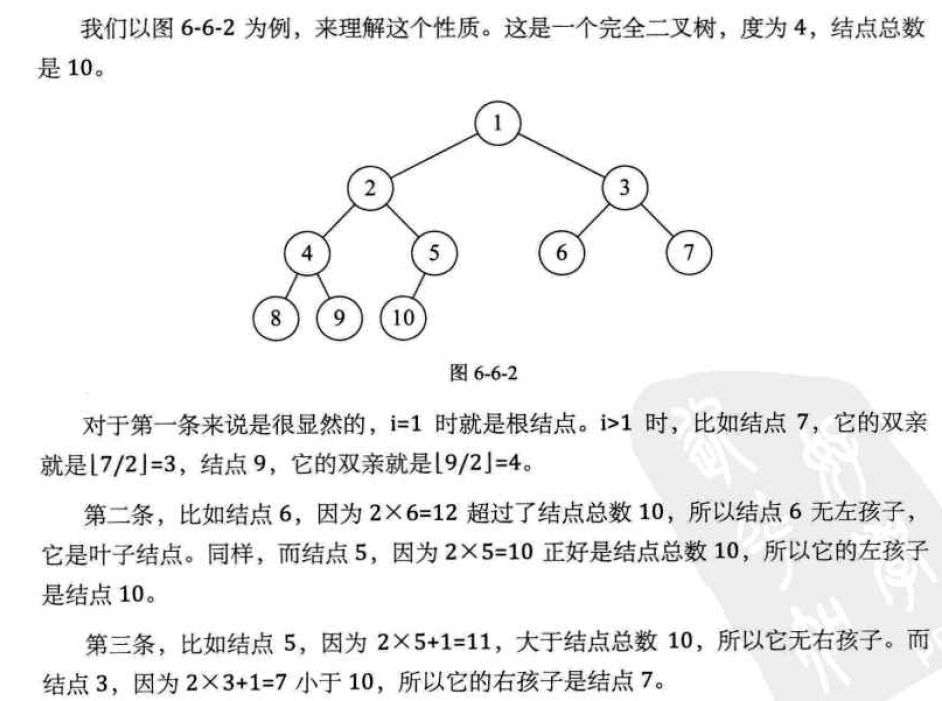 我们以图 6-6-2 为例，来理解这个性质。这是一个完全二叉树，度为 4，结点总数
是 10。
1
2
3
4
5
6
7
8
9
10
图 6-6-2
对于第一条来说是很显然的，i=1 时就是根结点。i>1 时，比如结点 7，它的双亲
就是⌊7/2⌋=3，结点 9，它的双亲就是⌊9/2⌋=4。
第二条，比如结点 6，因为 2×6=12 超过了结点总数 10，所以结点 6 无左孩子，
它是叶子结点。同样，而结点 5，因为 2×5=10 正好是结点总数 10，所以它的左孩子
是结点 10。
第三条，比如结点 5，因为 2×5+1=11，大于结点总数 10，所以它无右孩子。而
结点 3，因为 2×3+1=7 小于 10，所以它的右孩子是结点 7。